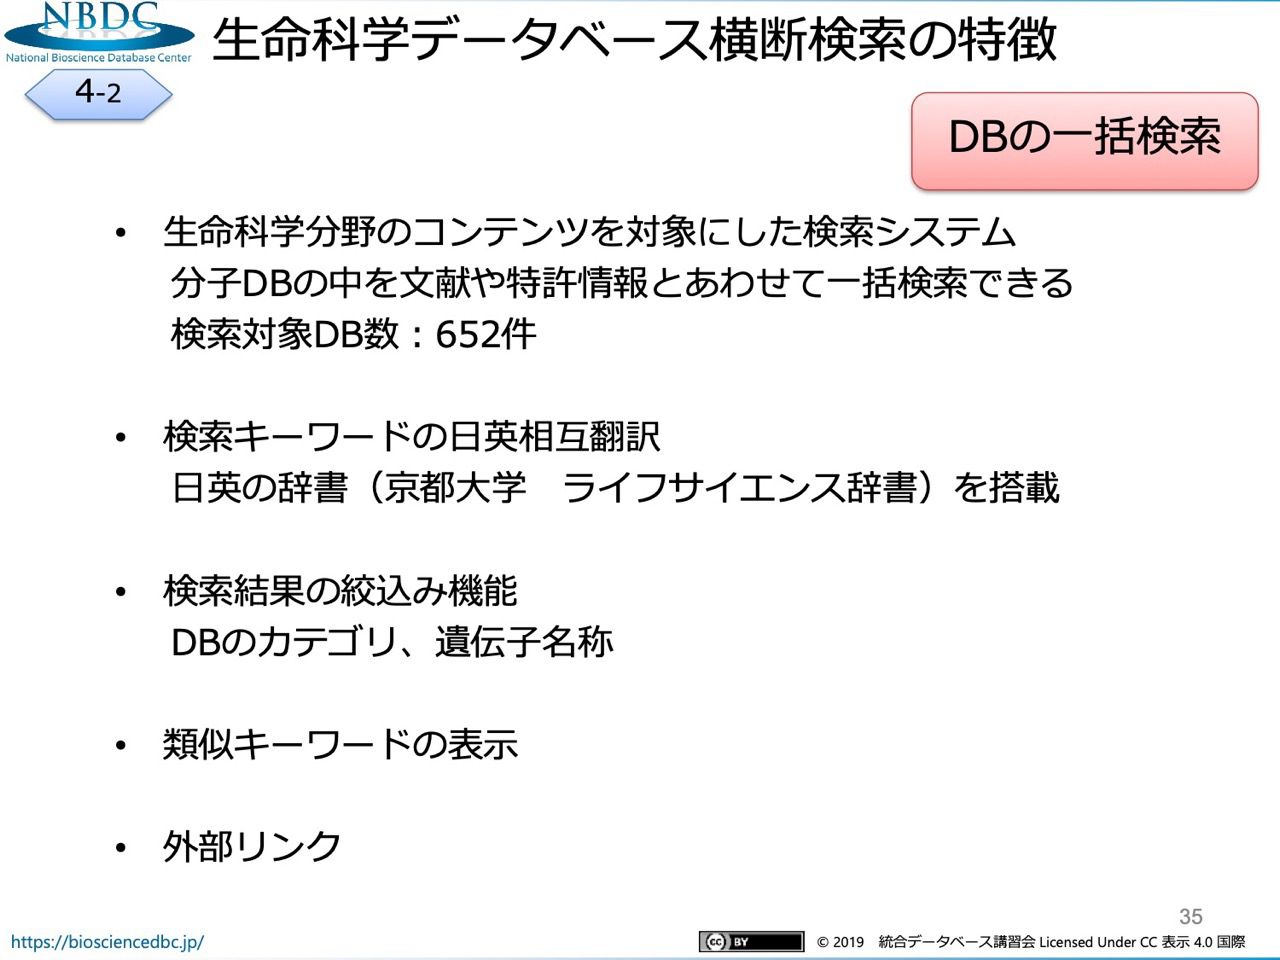 NBDC
National Bioscience Database Center
生命科学データベース横断検索の特徴
4-2
DBの一括検索
• 生命科学分野のコンテンツを対象にした検索システム
分子DBの中を文献や特許情報とあわせて一括検索できる
検索対象DB数：652件
• 検索キーワードの日英相互翻訳
日英の辞書（京都大学　ライフサイエンス辞書）を搭載
• 検索結果の絞込み機能
DBのカテゴリ、遺伝子名称
• 類似キーワードの表示
• 外部リンク
35
https://biosciencedbc.jp/
cc BY © 2019　統合データベース講習会 Licensed Under CC 表示 4.0 国際